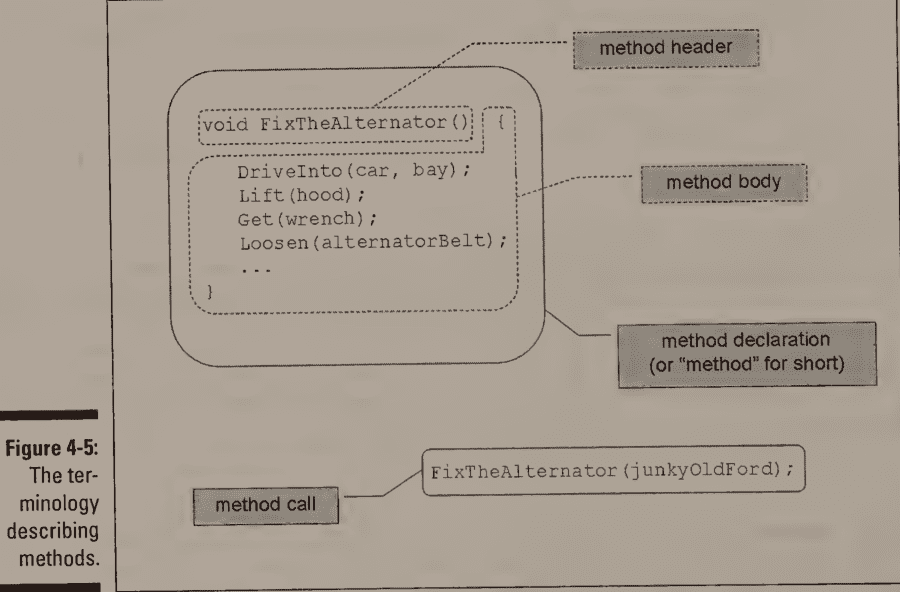 method header
void FixTheAlternator() {
DriveInto(car, bay);
Lift(hood);
Get(wrench);
Loosen(alternatorBelt);
...
}
method body
method declaration
(or "method" for short)
Figure 4-5:
The ter-
minology
describing
methods.
FixTheAlternator(junkyOldFord);
method call